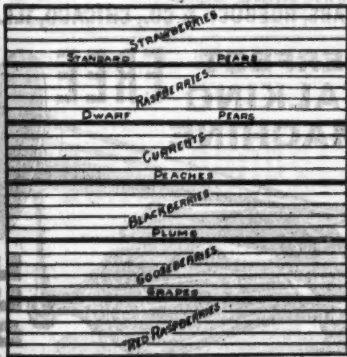 STRAWBERRIES
STANDARD PEARS
RASPBERRIES
DWARF PEARS
CURRENTS
PEACHES
BLACKBERRIES
PLUMS
GOOSEBERRIES
GRAPES
RED RASPBERRIES